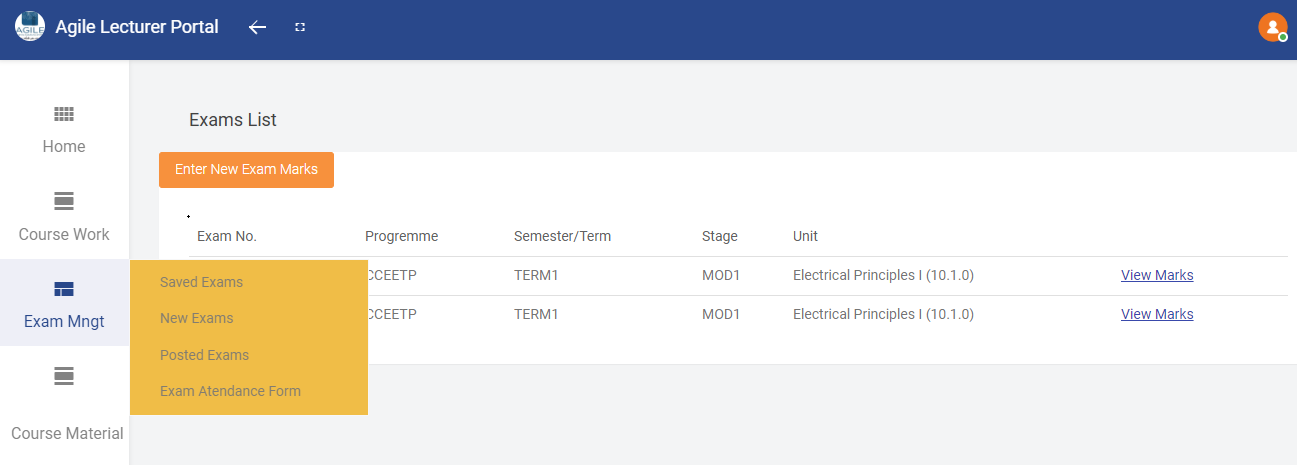 AGILE
Agile Lecturer Portal
Exams List
Home
Enter New Exam Marks
Course Work
Exam No. Progremme Semester/Term Stage Unit
CCEETP TERM1 MOD1 Electrical Principles I (10.1.0) View Marks
CCEETP TERM1 MOD1 Electrical Principles I (10.1.0) View Marks
Exam Mngt
Saved Exams
New Exams
Posted Exams
Exam Atendance Form
Course Material